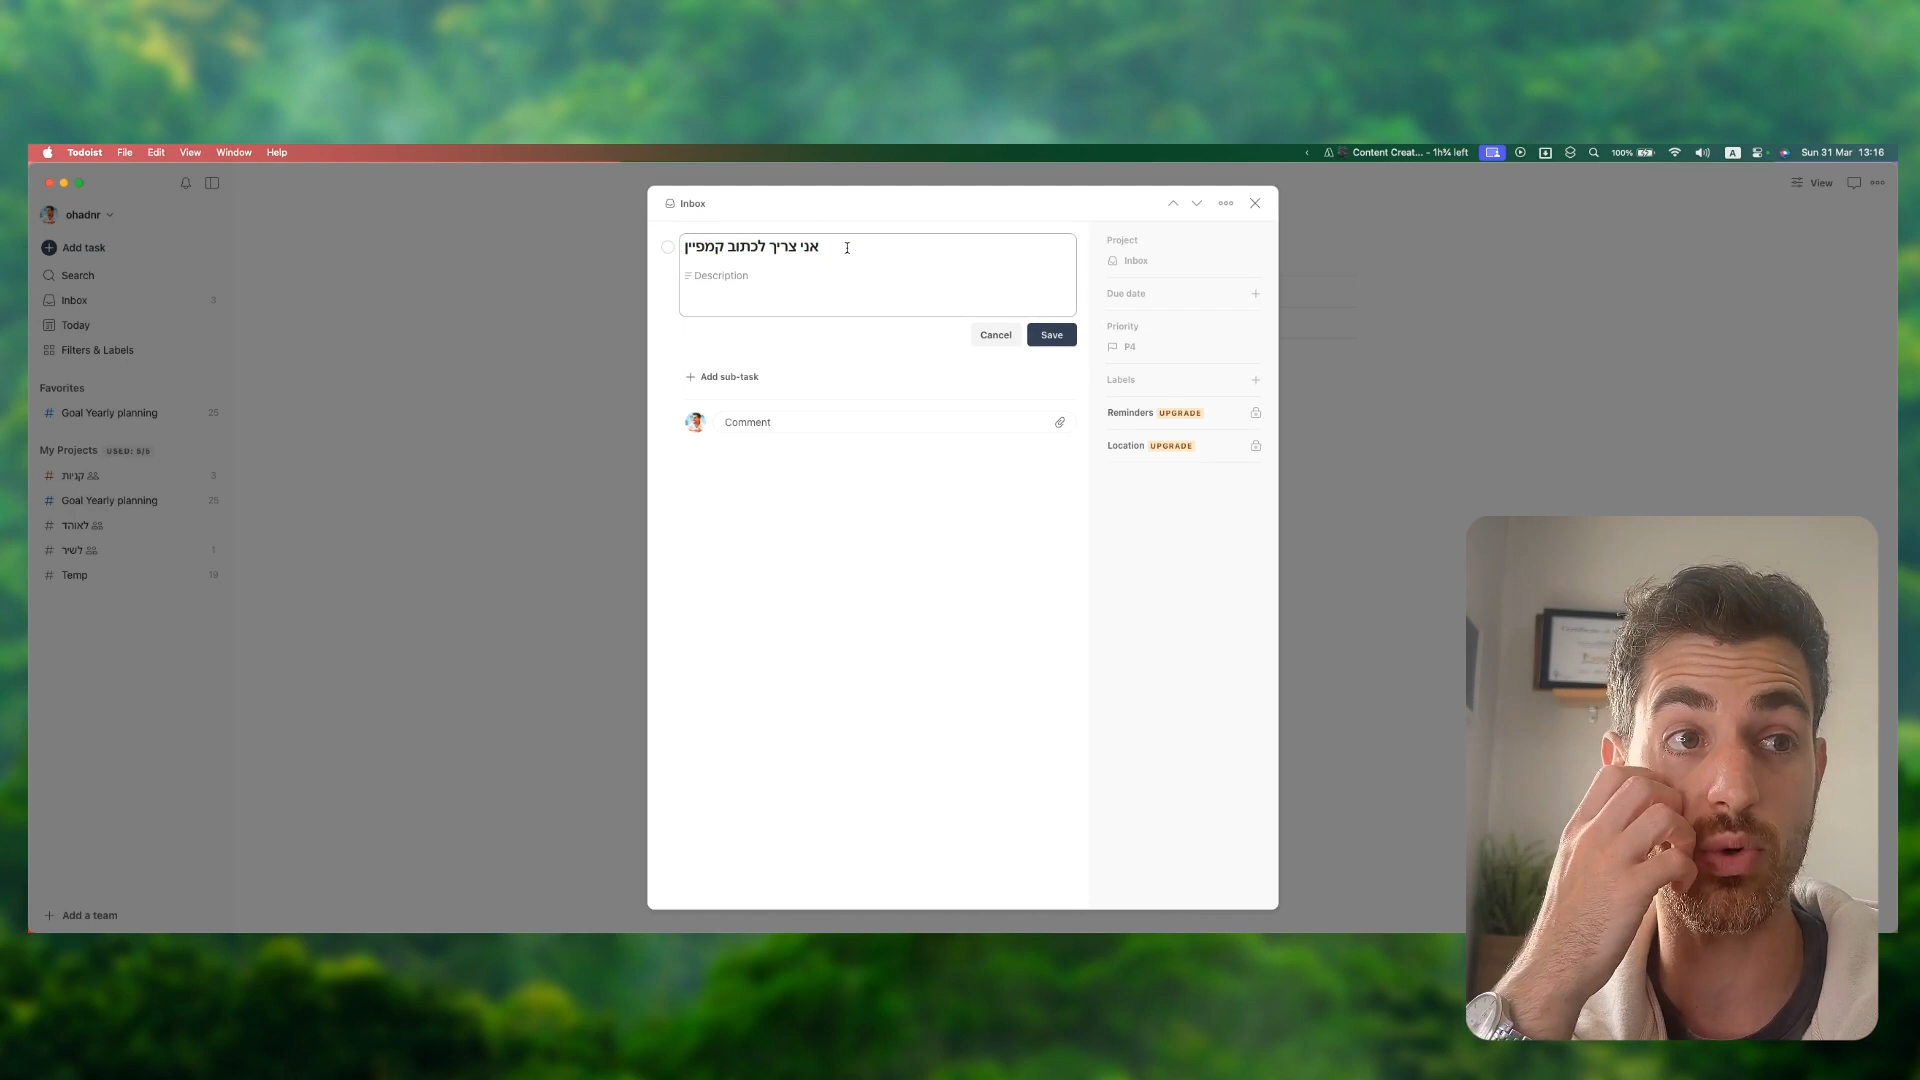 Todoist File Edit View Window Help
Content Creat... - 1h¾ left 100% A Sun 31 Mar 13:16
ohadnr
Add task
Search
Inbox 3
Today
Filters & Labels
Favorites
# Goal Yearly planning 25
My Projects USED: 5/5
# קניות 3
# Goal Yearly planning 25
# לאוהד
# לשיר 1
# Temp 19
Add a team
View
Inbox
אני צריך לכתוב קמפיין
Description
Cancel Save
Add sub-task
Comment
Project
Inbox
Due date
Priority
P4
Labels
Reminders UPGRADE
Location UPGRADE